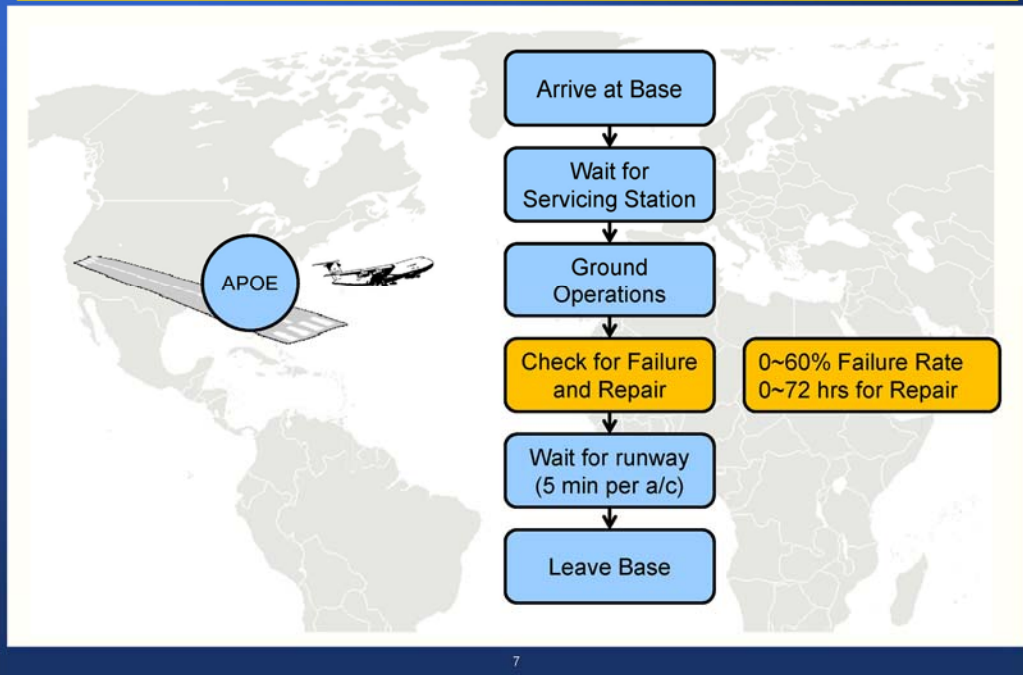 Arrive at Base
Wait for
Servicing Station
Ground
Operations
APOE
Check for Failure
and Repair
0~60% Failure Rate
0~72 hrs for Repair
Wait for runway
(5 min per a/c)
Leave Base
7